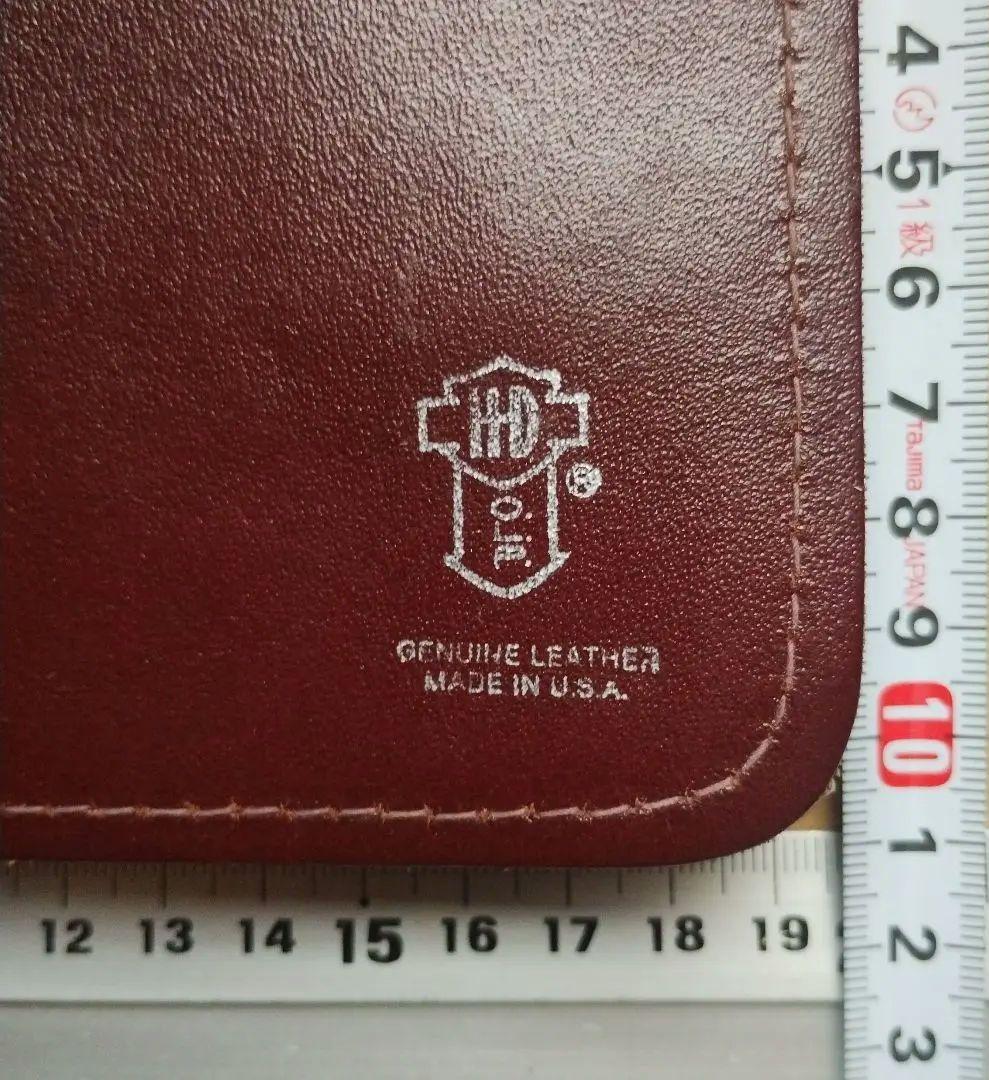 4
5
1級
6
7
Tajima
8
JAPAN
9
10
1
2
3
H-D
®
O.L.P.
GENUINE LEATHER
MADE IN U.S.A.
12 13 14 15 16 17 18 19